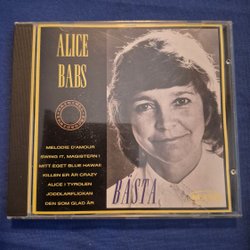 ALICE
BABS
MELODIE D'AMOUR
SWING IT, MAGISTERN!
MITT EGET BLUE HAWAII
KILLEN ER ÄR CRAZY
ALICE I TYROLEN
JODDLARFLICKAN
DEN SOM GLAD ÄR
BÄSTA